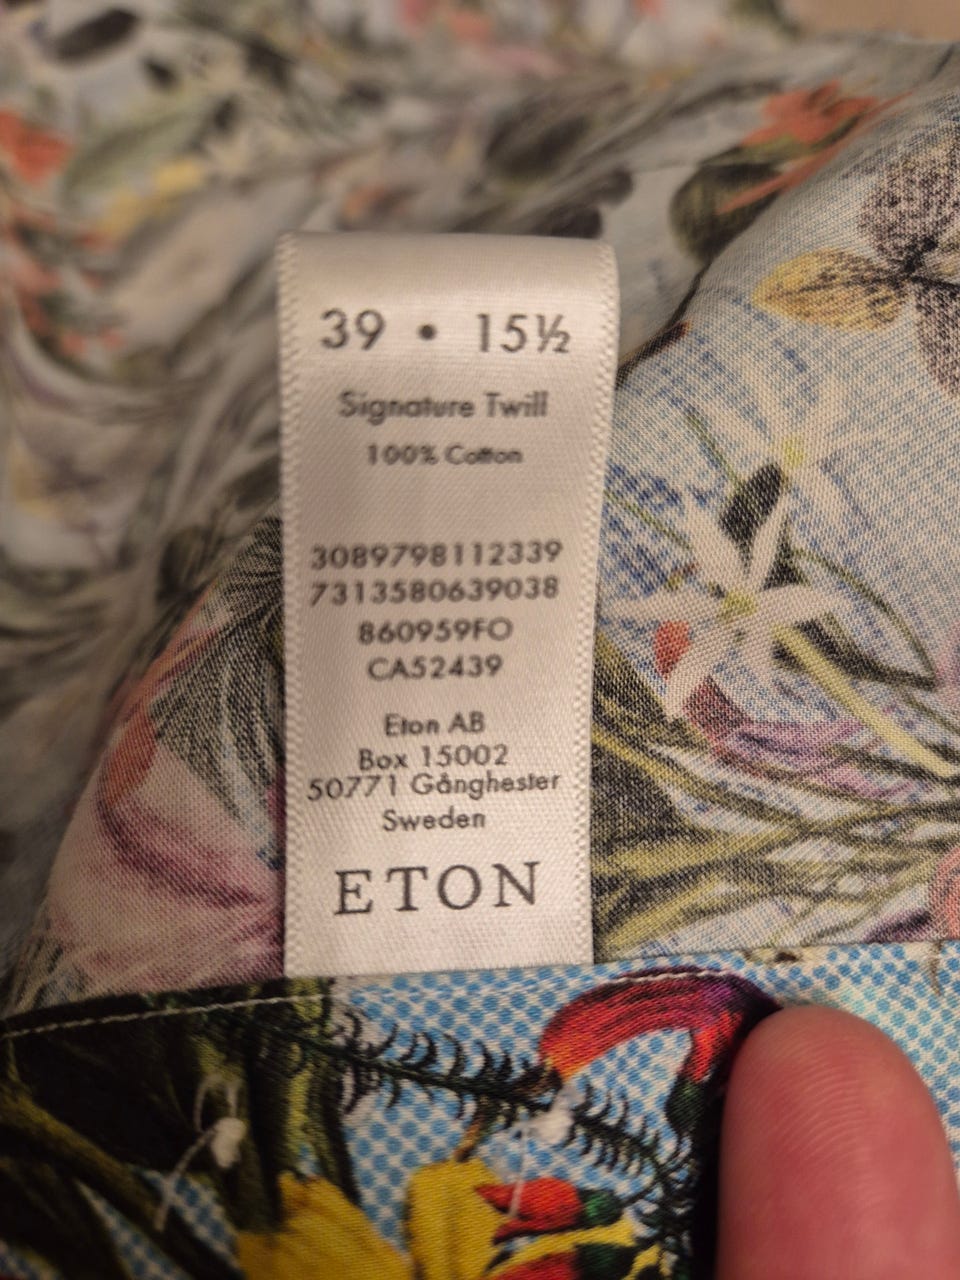 39 • 15½
Signature Twill
100% Cotton
3089798112339
7313580639038
860959FO
CA52439
Eton AB
Box 15002
50771 Gånghester
Sweden
ETON